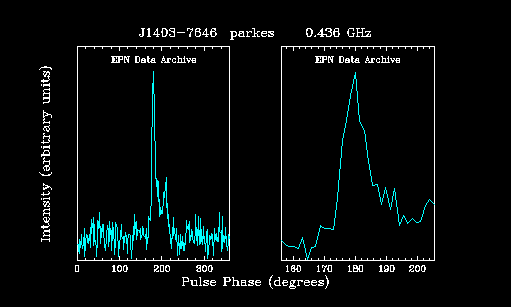 J1403-7646 parkes 0.436 GHz
EPN Data Archive
EPN Data Archive
Intensity (arbitrary units)
0 100 200 300
160 170 180 190 200
Pulse Phase (degrees)